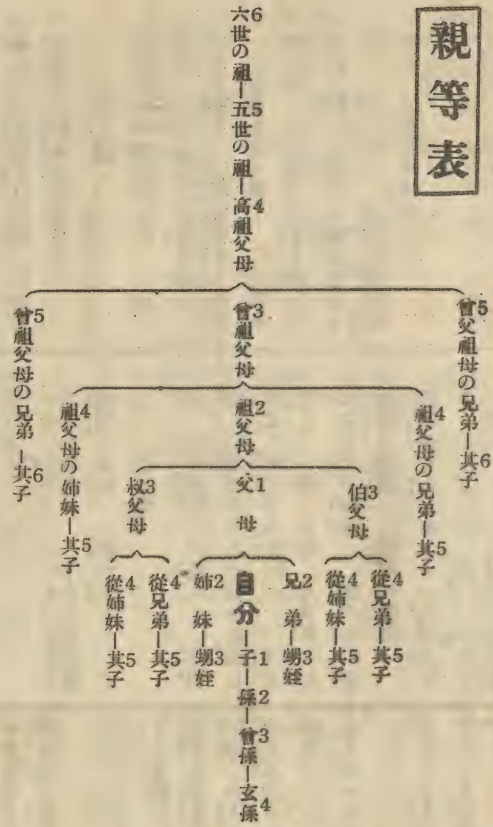 親等表
六6世の祖―五5世の祖―高4祖父母
曾5父祖母の兄弟―其6子
曾3祖父母
曾5祖父母の兄弟―其6子
祖4父母の兄弟―其5子
祖2父母
祖4父母の姉妹―其5子
伯3父母
父1母
叔3父母
從4兄弟―其5子
從4姉妹―其5子
兄2弟―甥3姪
自分―子1―孫2―曾3孫―玄4孫
姉2妹―甥3姪
從4兄弟―其5子
從4姉妹―其5子